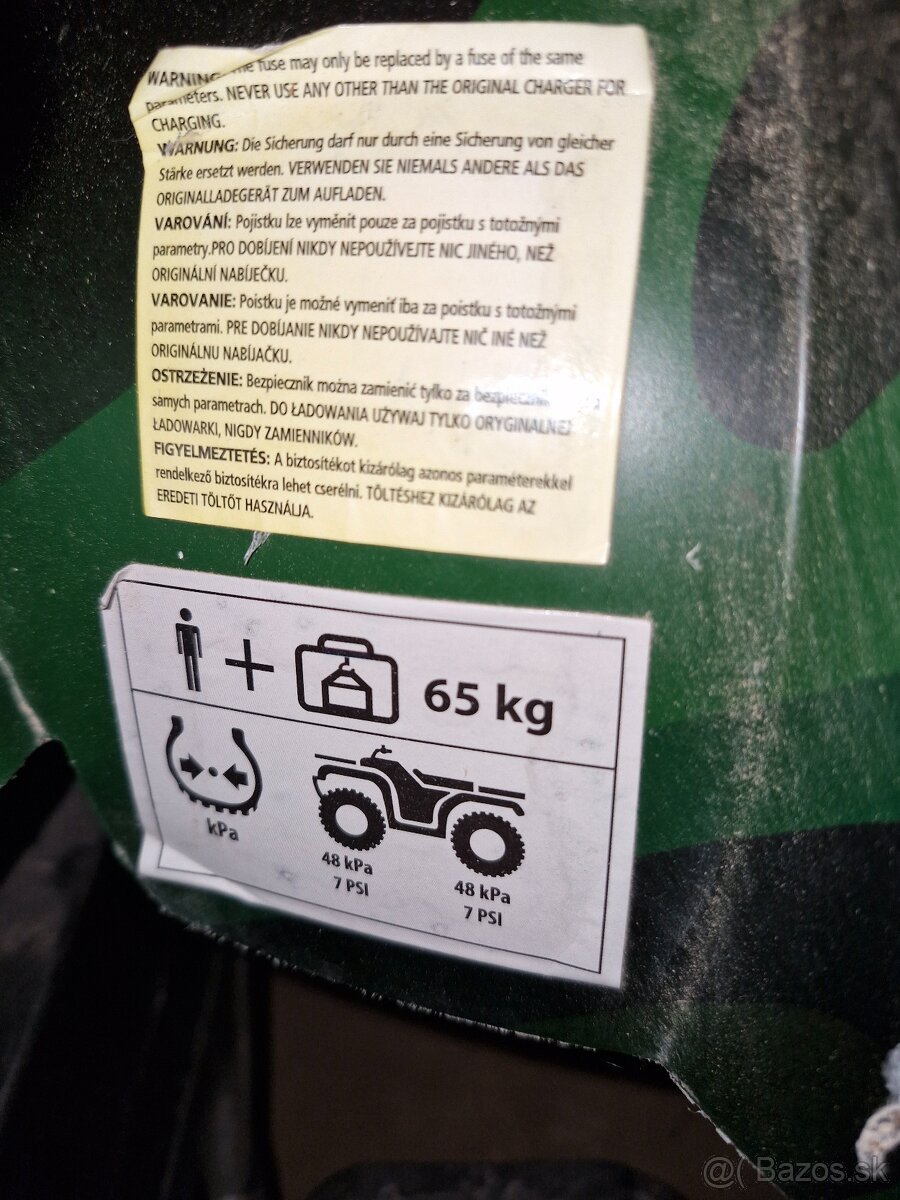 WARNING: The fuse may only be replaced by a fuse of the same
parameters. NEVER USE ANY OTHER THAN THE ORIGINAL CHARGER FOR
CHARGING.
WARNUNG: Die Sicherung darf nur durch eine Sicherung von gleicher
Stärke ersetzt werden. VERWENDEN SIE NIEMALS ANDERE ALS DAS
ORIGINALLADEGERÄT ZUM AUFLADEN.
VAROVÁNÍ: Pojistku lze vyměnit pouze za pojistku s totožnými
parametry.PRO DOBÍJENÍ NIKDY NEPOUŽÍVEJTE NIC JINÉHO, NEŽ
ORIGINÁLNÍ NABÍJEČKU.
VAROVANIE: Poistku je možné vymeniť iba za poistku s totožnými
parametrami. PRE DOBÍJANIE NIKDY NEPOUŽÍVAJTE NIČ INÉ NEŽ
ORIGINÁLNU NABÍJAČKU.
OSTRZEŻENIE: Bezpiecznik można zamienić tylko za bezpiecznik
samych parametrach. DO ŁADOWANIA UŻYWAJ TYLKO ORYGINALNEJ
ŁADOWARKI, NIGDY ZAMIENNIKÓW.
FIGYELMEZTETÉS: A biztosítékot kizárólag azonos paraméterekkel
rendelkező biztosítékra lehet cserélni. TÖLTÉSHEZ KIZÁRÓLAG AZ
EREDETI TÖLTŐT HASZNÁLJA.
+ 65 kg
kPa
48 kPa
7 PSI
48 kPa
7 PSI
@( Bazos.sk